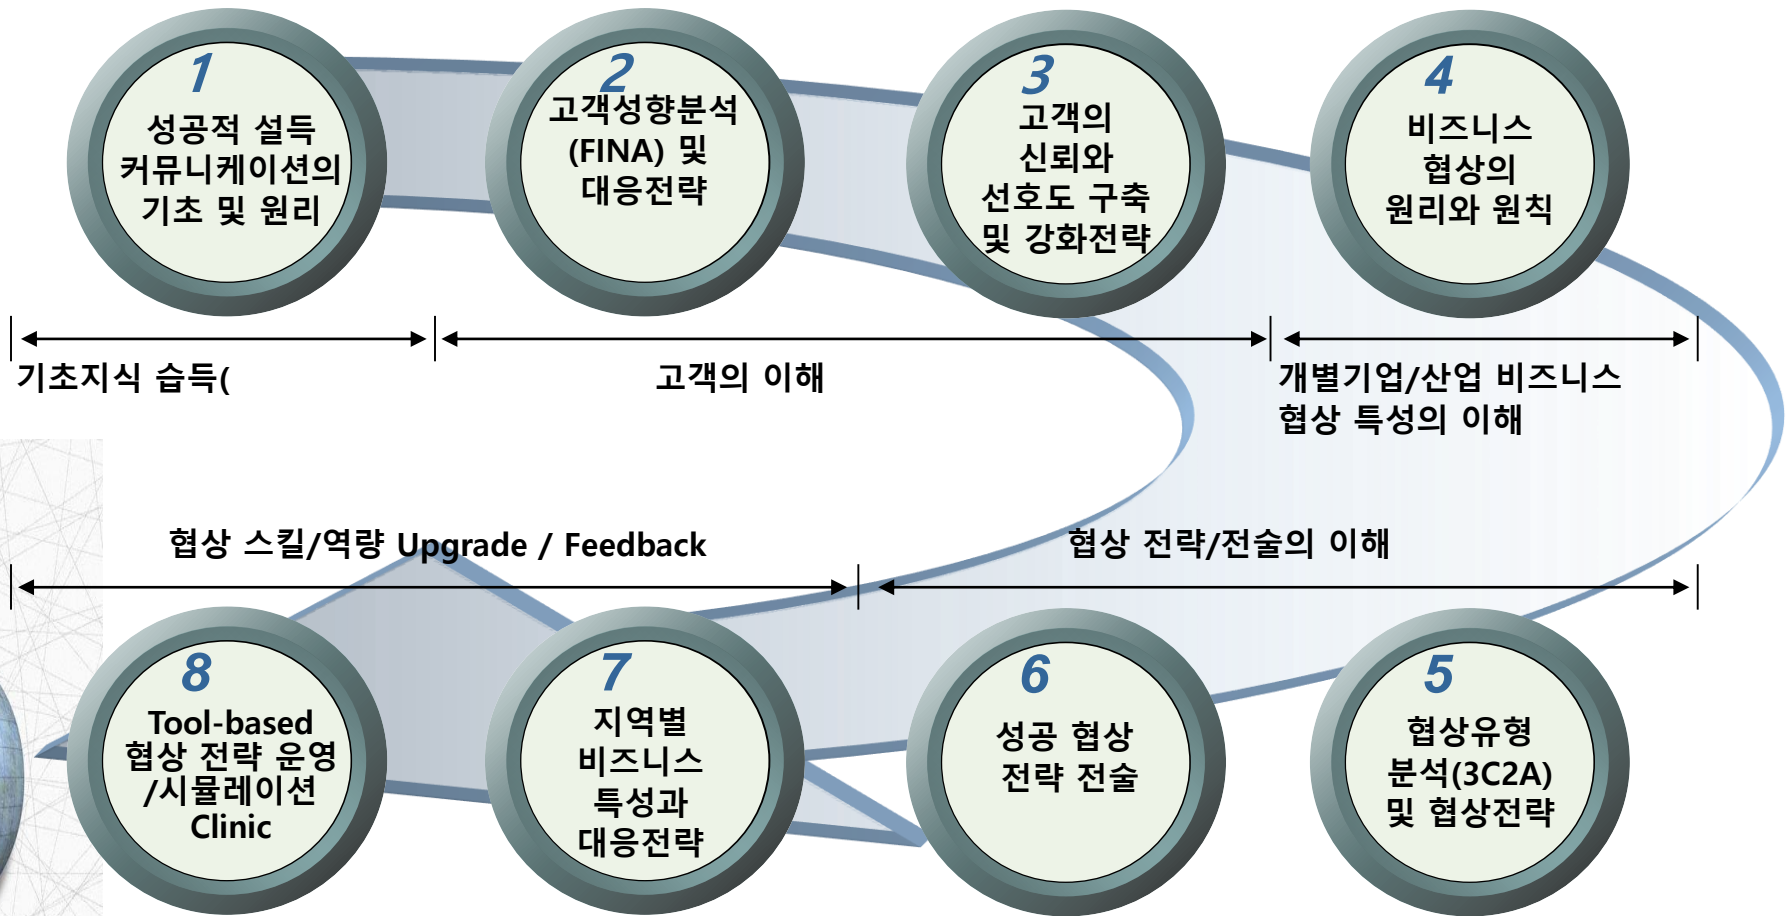 1
성공적 설득
커뮤니케이션의
기초 및 원리
2
고객성향분석
(FINA) 및
대응전략
3
고객의
신뢰와
선호도 구축
및 강화전략
4
비즈니스
협상의
원리와 원칙
기초지식 습득(
고객의 이해
개별기업/산업 비즈니스
협상 특성의 이해
협상 스킬/역량 Upgrade / Feedback
협상 전략/전술의 이해
8
Tool-based
협상 전략 운영
/시뮬레이션
Clinic
7
지역별
비즈니스
특성과
대응전략
6
성공 협상
전략 전술
5
협상유형
분석(3C2A)
및 협상전략